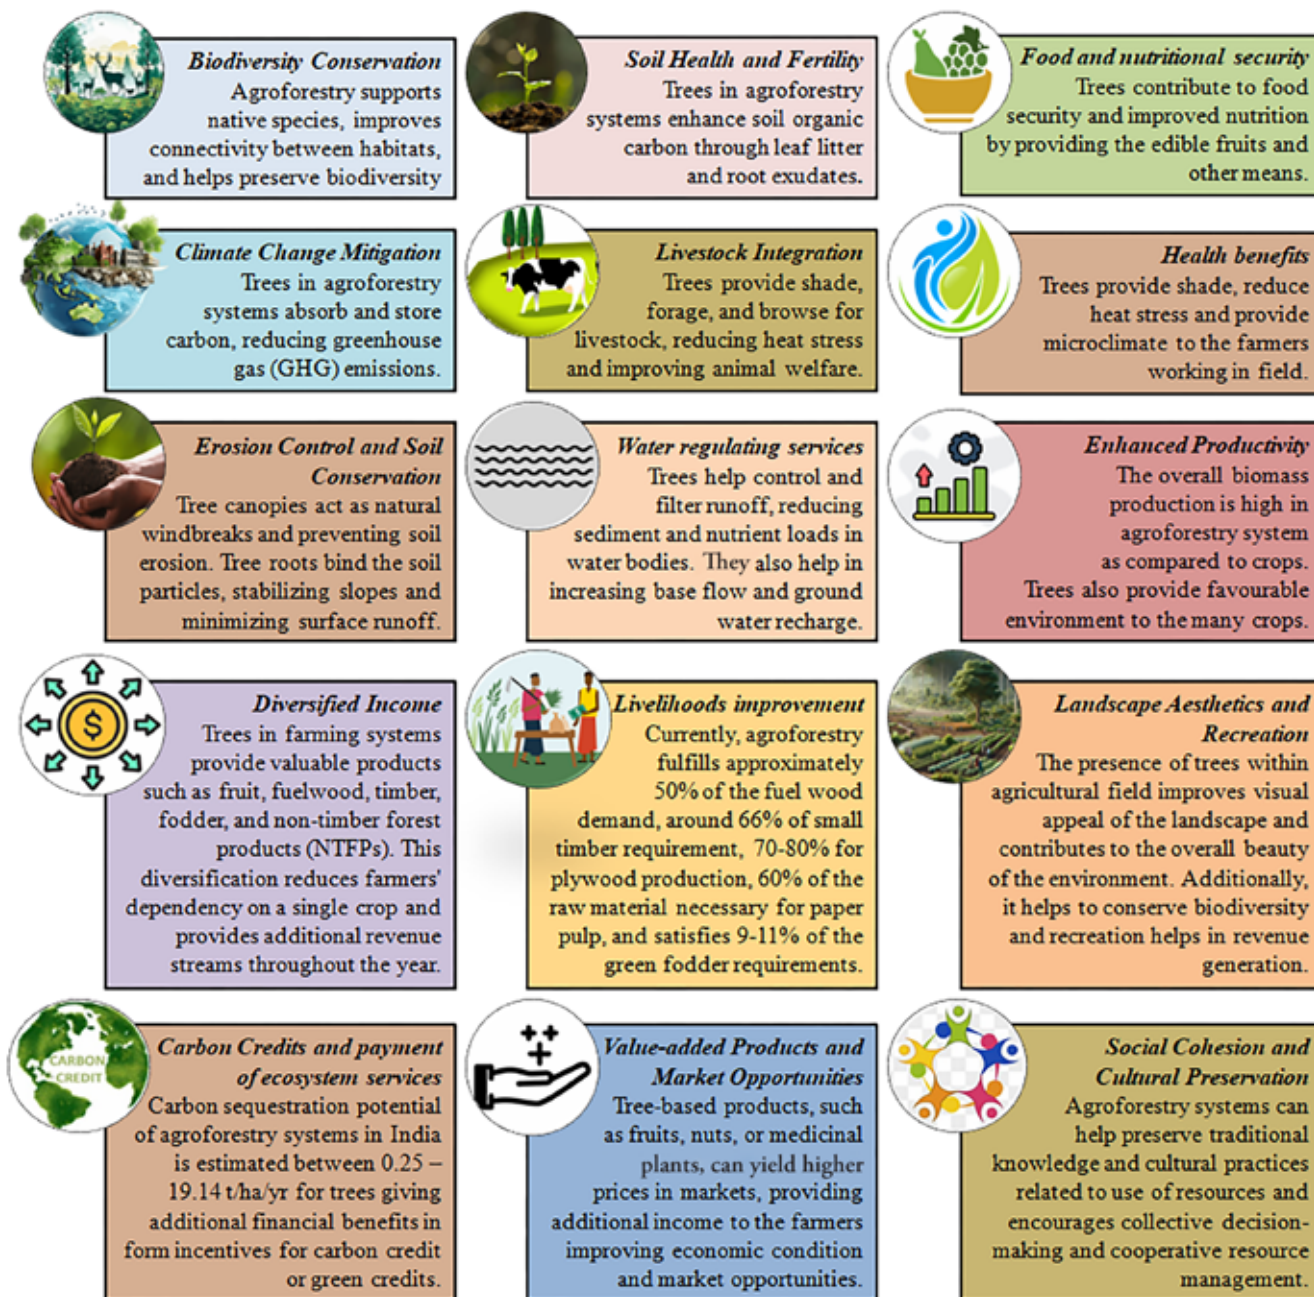 Biodiversity Conservation
Agroforestry supports
native species, improves
connectivity between habitats,
and helps preserve biodiversity
Soil Health and Fertility
Trees in agroforestry
systems enhance soil organic
carbon through leaf litter
and root exudates.
Food and nutritional security
Trees contribute to food
security and improved nutrition
by providing the edible fruits and
other means.
Climate Change Mitigation
Trees in agroforestry
systems absorb and store
carbon, reducing greenhouse
gas (GHG) emissions.
Livestock Integration
Trees provide shade,
forage, and browse for
livestock, reducing heat stress
and improving animal welfare.
Health benefits
Trees provide shade, reduce
heat stress and provide
microclimate to the farmers
working in field.
Erosion Control and Soil
Conservation
Tree canopies act as natural
windbreaks and preventing soil
erosion. Tree roots bind the soil
particles, stabilizing slopes and
minimizing surface runoff.
Water regulating services
Trees help control and
filter runoff, reducing
sediment and nutrient loads in
water bodies. They also help in
increasing base flow and ground
water recharge.
Enhanced Productivity
The overall biomass
production is high in
agroforestry system
as compared to crops.
Trees also provide favourable
environment to the many crops.
$
Diversified Income
Trees in farming systems
provide valuable products
such as fruit, fuelwood, timber,
fodder, and non-timber forest
products (NTFPs). This
diversification reduces farmers'
dependency on a single crop and
provides additional revenue
streams throughout the year.
Livelihoods improvement
Currently, agroforestry
fulfills approximately
50% of the fuel wood
demand, around 66% of small
timber requirement, 70-80% for
plywood production, 60% of the
raw material necessary for paper
pulp, and satisfies 9-11% of the
green fodder requirements.
Landscape Aesthetics and
Recreation
The presence of trees within
agricultural field improves visual
appeal of the landscape and
contributes to the overall beauty
of the environment. Additionally,
it helps to conserve biodiversity
and recreation helps in revenue
generation.
CARBON
CREDIT
Carbon Credits and payment
of ecosystem services
Carbon sequestration potential
of agroforestry systems in India
is estimated between 0.25 –
19.14 t/ha/yr for trees giving
additional financial benefits in
form incentives for carbon credit
or green credits.
Value-added Products and
Market Opportunities
Tree-based products, such
as fruits, nuts, or medicinal
plants, can yield higher
prices in markets, providing
additional income to the farmers
improving economic condition
and market opportunities.
Social Cohesion and
Cultural Preservation
Agroforestry systems can
help preserve traditional
knowledge and cultural practices
related to use of resources and
encourages collective decision-
making and cooperative resource
management.